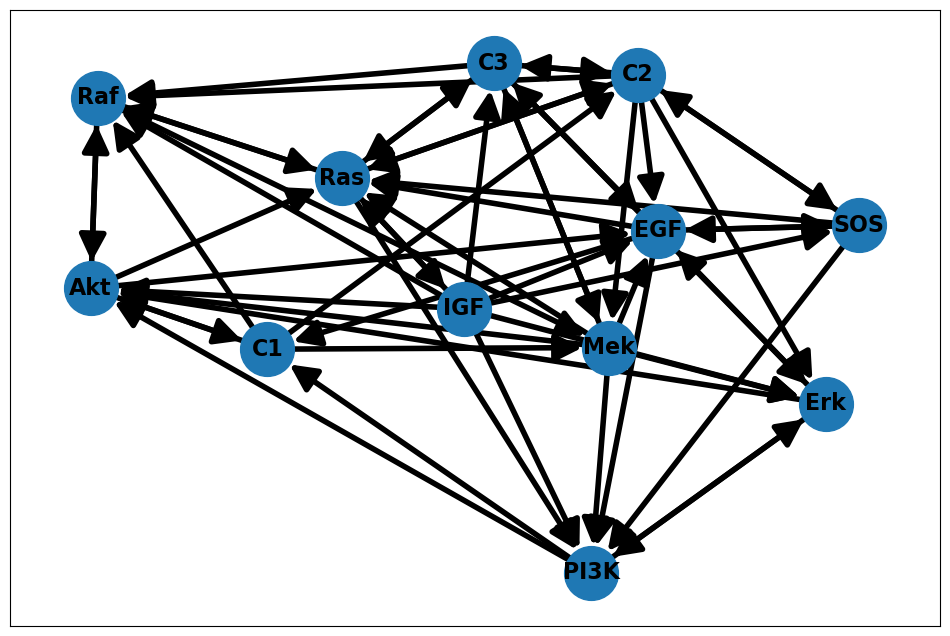 C3
C2
Raf
Ras
SOS
EGF
Akt
IGF
C1
Mek
Erk
PI3K